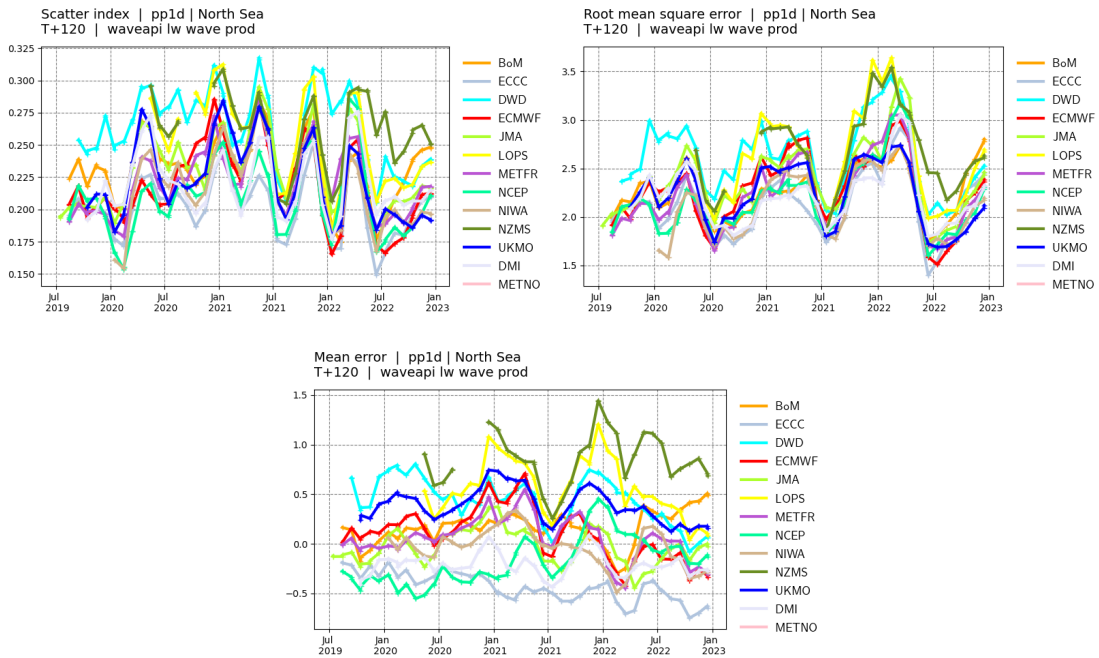 Scatter index | pp1d | North Sea
T+120 | waveapi lw wave prod
0.325
0.300
0.275
0.250
0.225
0.200
0.175
0.150
Jul
2019
Jan
2020
Jul
2020
Jan
2021
Jul
2021
Jan
2022
Jul
2022
Jan
2023
BoM
ECCC
DWD
ECMWF
JMA
LOPS
METFR
NCEP
NIWA
NZMS
UKMO
DMI
METNO
Root mean square error | pp1d | North Sea
T+120 | waveapi lw wave prod
3.5
3.0
2.5
2.0
1.5
Jul
2019
Jan
2020
Jul
2020
Jan
2021
Jul
2021
Jan
2022
Jul
2022
Jan
2023
BoM
ECCC
DWD
ECMWF
JMA
LOPS
METFR
NCEP
NIWA
NZMS
UKMO
DMI
METNO
Mean error | pp1d | North Sea
T+120 | waveapi lw wave prod
1.5
1.0
0.5
0.0
−0.5
Jul
2019
Jan
2020
Jul
2020
Jan
2021
Jul
2021
Jan
2022
Jul
2022
Jan
2023
BoM
ECCC
DWD
ECMWF
JMA
LOPS
METFR
NCEP
NIWA
NZMS
UKMO
DMI
METNO